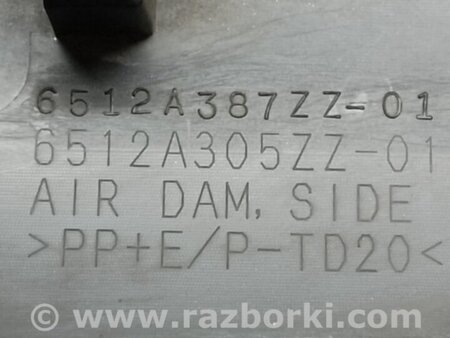 6512A387ZZ-01
6512A305ZZ-01
AIR DAM, SIDE
>PP+E/P-TD20<
© www.razborki.com